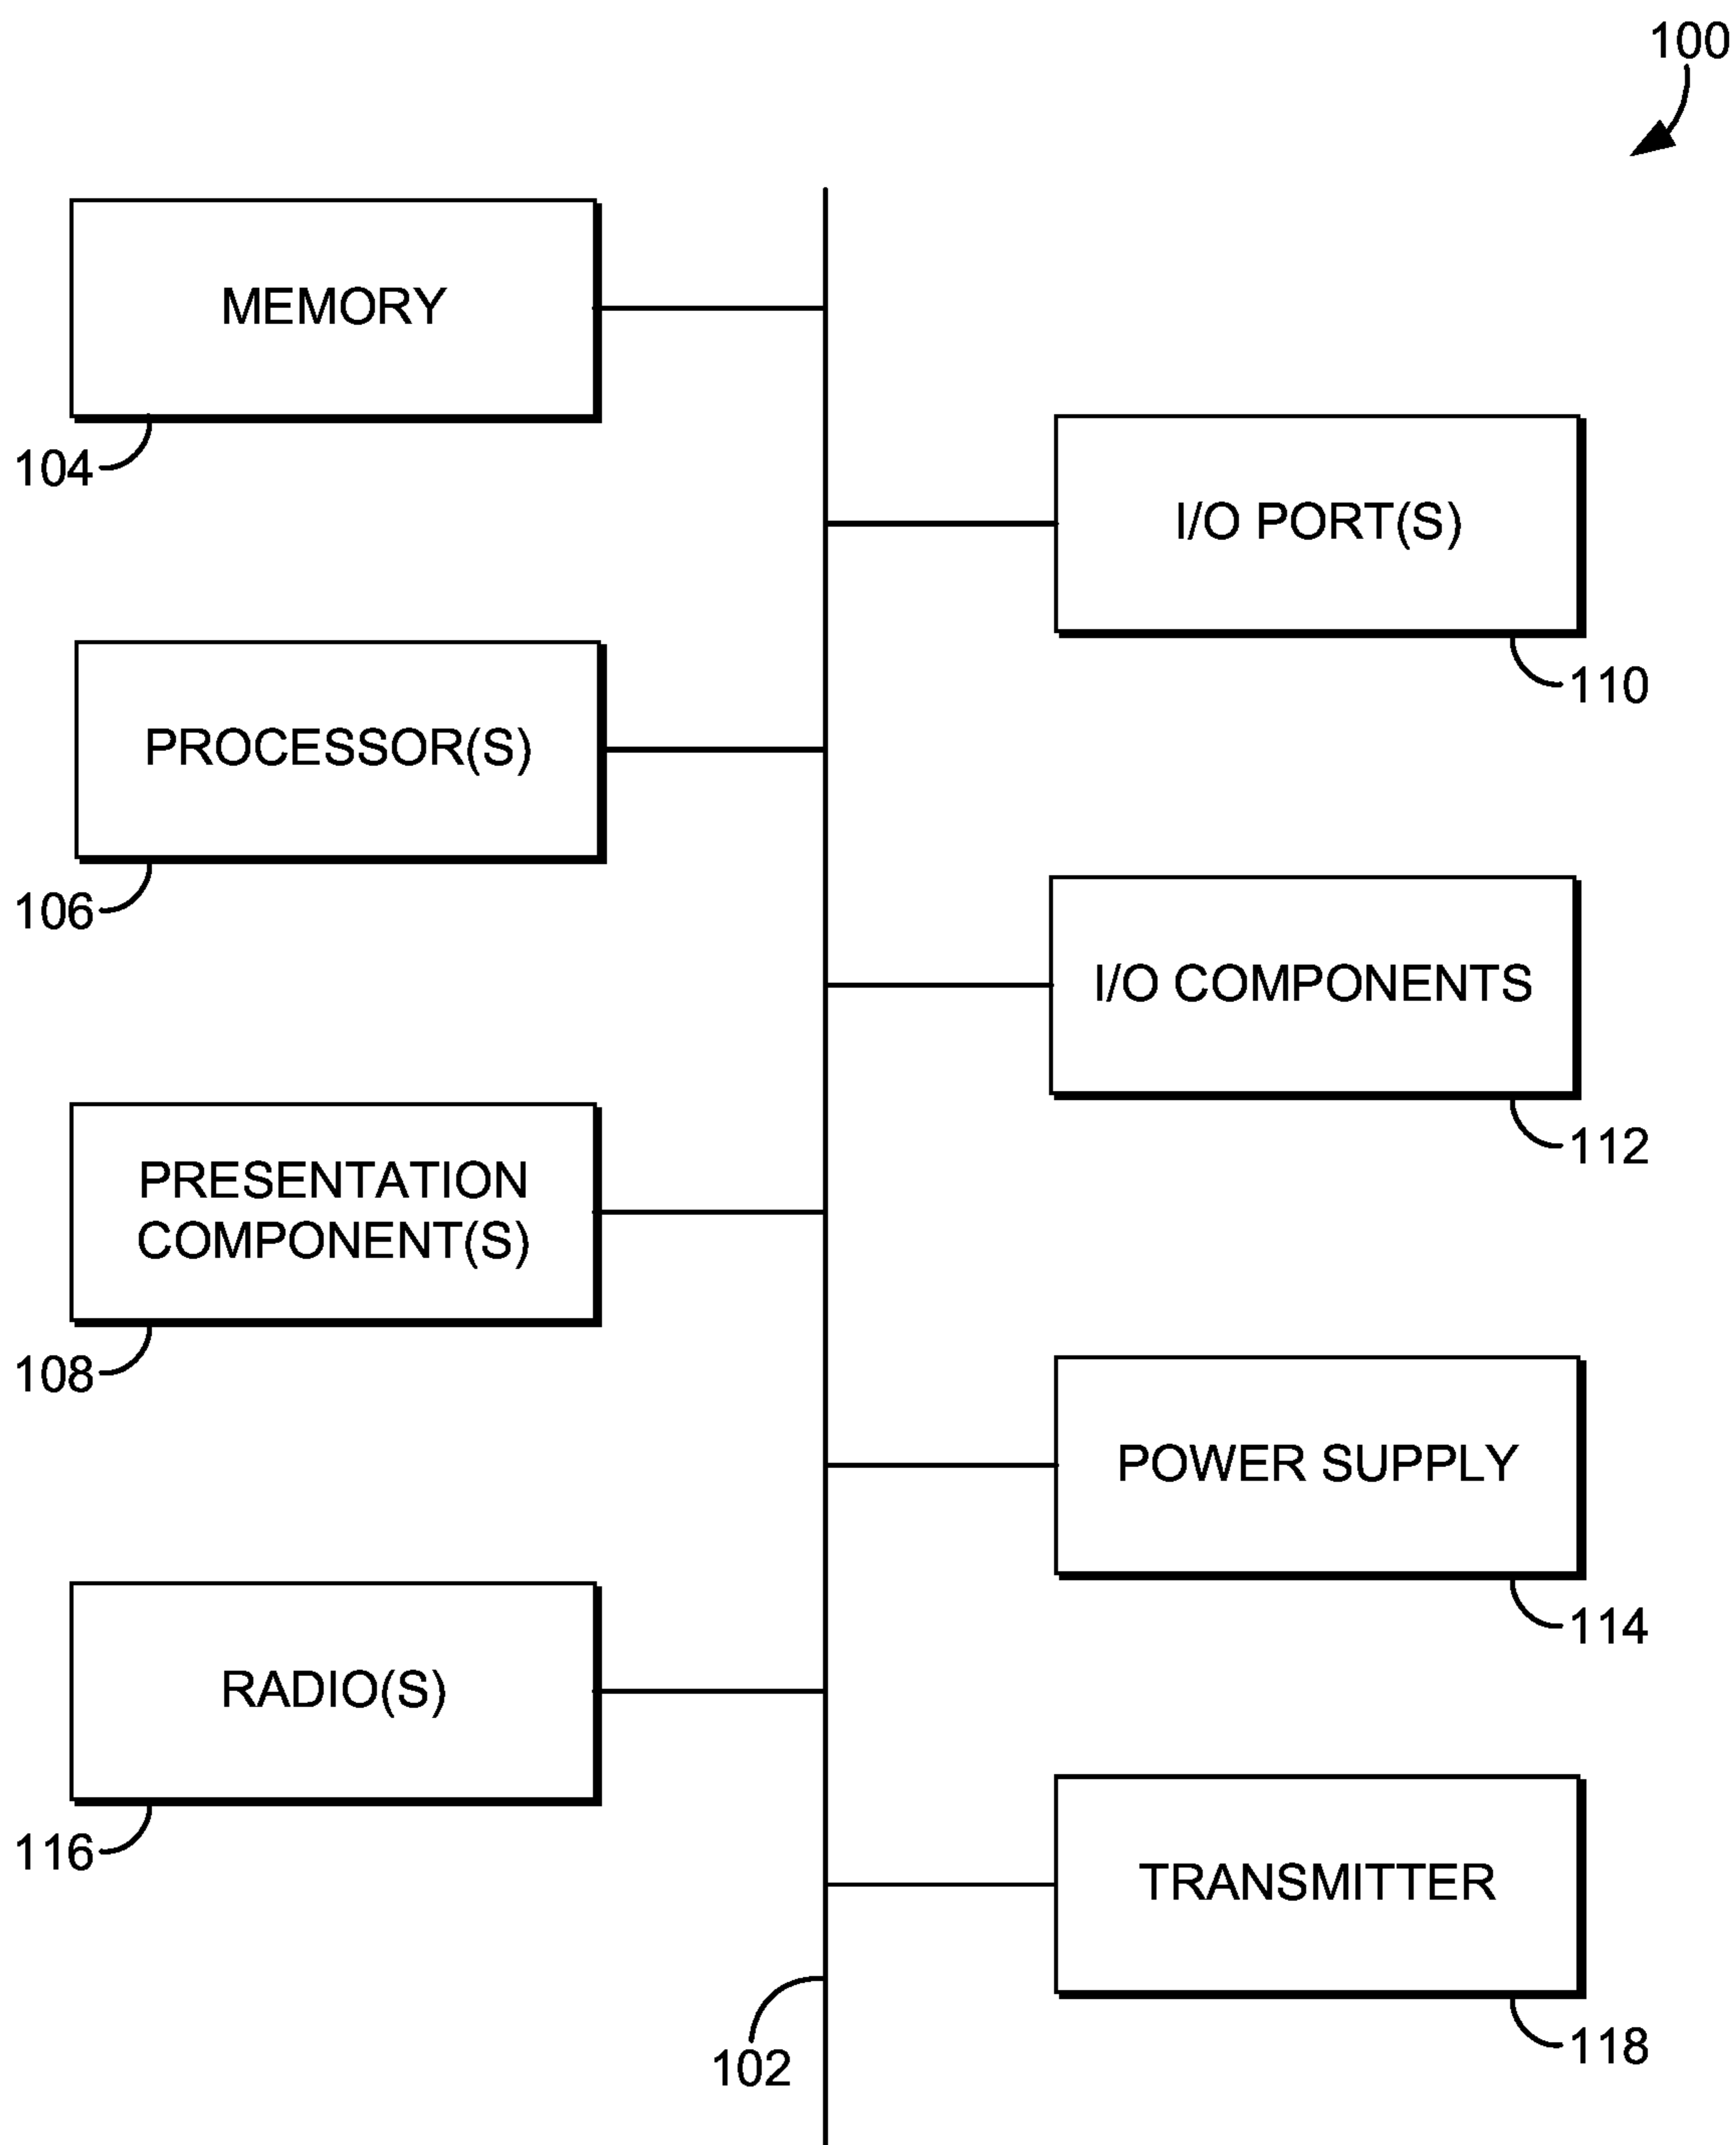 100
MEMORY
104
I/O PORT(S)
110
PROCESSOR(S)
106
I/O COMPONENTS
112
PRESENTATION
COMPONENT(S)
108
POWER SUPPLY
114
RADIO(S)
116
TRANSMITTER
118
102